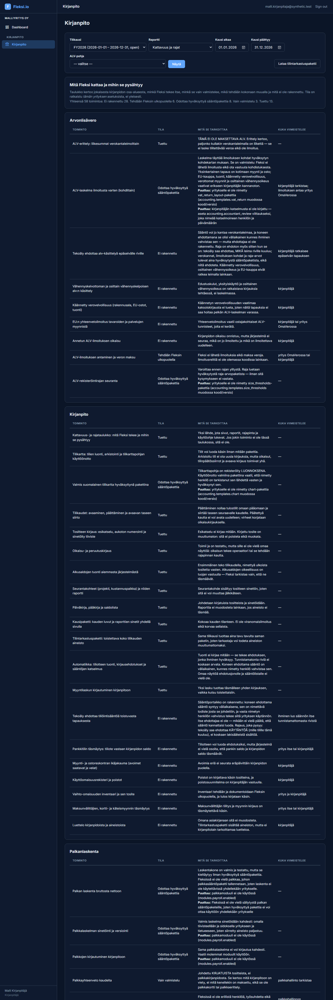 F Fleksi.io
Kirjanpito
malli.kirjanpitaja@synthetic.test Sign out
MALLIYRITYS OY
Dashboard
KIRJANPITO
Kirjanpito
Kirjanpito
Tilikausi Raportti Kausi alkaa Kausi päättyy
FY2026 (2026-01-01 – 2026-12-31, open) Kattavuus ja rajat 01.01.2026 31.12.2026
ALV-pohja
— valitse — Näytä Lataa tilintarkastuspaketti
Mitä Fleksi kattaa ja mihin se pysähtyy
Taulukko kertoo jokaisesta kirjanpidon osa-alueesta, minkä Fleksi tekee itse, minkä se vain valmistelee, mikä tehdään kokonaan muualla ja mitä ei ole rakennettu. Tila on
ratkaistu tämän yrityksen asetuksista, ei yleisesti.
Yhteensä 58 toimintoa: Ei rakennettu 28. Tehdään Fleksin ulkopuolella 6. Odottaa hyväksyttyä sääntöpakettia 8. Vain valmistelu 3. Tuettu 13.
Arvonlisävero
TOIMINTO TILA MITÄ SE TARKOITTAA KUKA VIIMEISTELEE
ALV-erittely: liikesummat verokantaleimoittain
Tuettu
TÄMÄ EI OLE MAKSETTAVA ALV. Erittely kertoo,
paljonko kullakin verokantaleimalla on liikettä — se
ei laske tilitettävää veroa eikä ole ilmoitus.
—
ALV-laskelma ilmoitusta varten (kohdittain)
Odottaa hyväksyttyä
sääntöpakettia
Laskelma täyttää ilmoituksen kohdat hyväksytyn
kohdekartan mukaan. Se on valmistelu: Fleksi ei
lähetä ilmoitusta eikä ota vastuuta kohdistuksesta.
Yksinkertainen tapaus on kotimaan myynti ja osto;
EU-kauppa, tuonti, käännetty verovelvollisuus,
verottomat myynnit ja osittainen vähennysoikeus
vaativat erikseen kirjanpitäjän kannanoton.
Puuttuu: yritykselle ei ole nimetty
vat_return_layout-pakettia
(accounting.templates.vat_return muodossa
koodi/versio)
Puuttuu: kirjanpitäjän katselmusta ei ole kirjattu —
aseta accounting.accountant_review viittaukseksi,
joka nimeää katselmoineen henkilön ja
päivämäärän
kirjanpitäjä tarkistaa;
ilmoituksen antaa yritys
OmaVerossa
Tekoäly ehdottaa alv-käsittelyä epäselvälle riville
Ei rakennettu
Sääntö voi jo kantaa verokantaleimaa, ja koneen
ehdottamana se olisi väliaikainen kunnes ihminen
vahvistaa sen — mutta ehdottajaa ei ole
rakennettu. Raja on ehdoton myös sitten kun se
on: tekoäly saa ehdottaa, MIKÄ leima riville kuuluu;
verokannat, ilmoituksen kohdat ja raja-arvot
tulevat aina hyväksytystä sääntöpaketista, eikä
niitä ehdoteta. Käännetty verovelvollisuus,
osittainen vähennysoikeus ja EU-kauppa eivät
ratkea leimalla lainkaan.
kirjanpitäjä ratkaisee
epäselvän tapauksen
Vähennyskelvottoman ja osittain vähennyskelpoisen
alv:n käsittely
Ei rakennettu
Edustuskulut, yksityiskäyttö ja osittainen
vähennysoikeus on ratkaistava kirjauksia
tehtäessä, ei laskelmassa.
kirjanpitäjä
Käännetty verovelvollisuus (rakennusala, EU-ostot,
tuonti)
Ei rakennettu
Käännetyn verovelvollisuuden vaatimaa
kaksoiskirjausta ei tueta, joten näitä tapauksia ei
saa hoitaa pelkän ALV-laskelman varassa.
kirjanpitäjä
EU:n yhteenvetoilmoitus tavaroiden ja palvelujen
myynnistä
Ei rakennettu
Yhteenvetoilmoitus vaatii ostajakohtaiset ALV-
tunnisteet, joita ei kerätä.
kirjanpitäjä tai yritys
OmaVerossa
Annetun ALV-ilmoituksen oikaisu
Ei rakennettu
Kirjanpidon oikaisu onnistuu, mutta järjestelmä ei
seuraa, mikä on jo ilmoitettu ja mikä on ilmoitettava
uudelleen.
kirjanpitäjä
ALV-ilmoituksen antaminen ja veron maksu
Tehdään Fleksin
ulkopuolella
Fleksi ei lähetä ilmoituksia eikä maksa veroja.
Ilmoitusreittiä ei ole olemassa koodissa lainkaan.
yritys OmaVerossa tai
kirjanpitäjä
ALV-rekisteröintirajan seuranta
Odottaa hyväksyttyä
sääntöpakettia
Varoittaa ennen rajan ylitystä. Raja luetaan
hyväksytystä raja-arvopaketista — ilman sitä
kysymykseen ei vastata.
Puuttuu: yritykselle ei ole nimetty size_thresholds-
pakettia (accounting.templates.size_thresholds
muodossa koodi/versio)
—
Kirjanpito
TOIMINTO TILA MITÄ SE TARKOITTAA KUKA VIIMEISTELEE
Kattavuus- ja rajataulukko: mitä Fleksi tekee ja mihin
se pysähtyy
Tuettu
Yksi lähde, jota sivut, raportit, rajapinta ja
käyttöohje lukevat. Jos jokin toiminto ei ole tässä
taulukossa, sitä ei ole.
—
Tilikartta: tilien luonti, arkistointi ja tilikarttapohjan
käyttöönotto
Tuettu
Tilit voi luoda käsin ilman mitään pakettia.
Arkistoitu tili ei ota uusia kirjauksia, mutta oikaisut,
tilinpäätössiirrot ja avaava kirjaus toimivat yhä.
—
Valmis suomalainen tilikartta hyväksyttynä pakettina
Odottaa hyväksyttyä
sääntöpakettia
Tilikarttapohja on rekisteröity LUONNOKSENA.
Käyttöönotto valmiina pakettina vaatii, että nimetty
henkilö on tarkistanut sen lähdettä vasten ja
hyväksynyt sen.
Puuttuu: yritykselle ei ole nimetty chart-pakettia
(accounting.templates.chart muodossa
koodi/versio)
—
Tilikaudet: avaaminen, päättäminen ja avaavan taseen
siirto
Tuettu
Päättäminen nollaa tulostilit omaan pääomaan ja
siirtää taseen seuraavalle kaudelle. Päätettyä
kautta ei voi avata uudelleen; virheet korjataan
oikaisukirjauksella.
—
Tositteen kirjaus: esikatselu, aukoton numerointi ja
sinetöity tiiviste
Tuettu
Esikatselu ei kirjaa mitään. Kirjattu tosite on
muuttumaton: sitä ei poisteta eikä muokata.
—
Oikaisu- ja peruutuskirjaus
Tuettu
Toimii ja on testattu, mutta sille ei ole vielä omaa
näyttöä: oikaisun tekee operaattori tai se tehdään
rajapinnan kautta.
—
Alkusaldojen tuonti aiemmasta järjestelmästä
Tuettu
Ensimmäinen teko tilikaudella, nimettyä ulkoista
tositetta vasten. Alkusaldojen oikeellisuus on
tuojan vastuulla — Fleksi tarkistaa vain, että ne
täsmäävät.
—
Seurantakohteet (projekti, kustannuspaikka) ja niiden
raportti
Tuettu
Seurantakohde sisältyy tositteen sinettiin, joten
sitä ei voi muuttaa jälkikäteen.
—
Päiväkirja, pääkirja ja saldolista
Tuettu
Johdetaan kirjatuista tositteista ja sinetöidään.
Raporttia ei muodosteta lainkaan, jos aineisto ei
täsmää.
—
Kausipaketti: kauden luvut ja raporttien sinetit yhdellä
sivulla
Tuettu
Kokoaa kauden tilanteen. Ei ole viranomaisilmoitus
eikä korvaa sellaista.
—
Tilintarkastuspaketti: toistettava koko tilikauden
aineisto
Tuettu
Sama tilikausi tuottaa aina tavu tavulta saman
paketin, joten tarkastaja voi todeta aineiston
muuttumattomaksi.
—
Automatiikka: tiliotteen tuonti, kirjausehdotukset ja
sääntöjen katselmus
Tuettu
Tuonti ei kirjaa mitään — se tekee ehdotuksen,
jonka ihminen hyväksyy. Tunnistamatonta riviä ei
koskaan arvata. Koneen ehdottama sääntö on
väliaikainen, kunnes nimetty henkilö vahvistaa sen.
Omaa näyttöä ehdotusjonolle ja sääntölistalle ei
vielä ole.
—
Myyntilaskun kirjautuminen kirjanpitoon
Tuettu
Yksi lasku tuottaa täsmälleen yhden kirjauksen,
vaikka kutsu toistettaisiin.
—
Tekoäly ehdottaa tiliöintisääntöä toistuvasta
tapauksesta
Ei rakennettu
Sääntöportaikko on rakennettu: koneen ehdottama
sääntö syntyy väliaikaisena, sen on nimettävä
todiste josta se johdettiin, ja vasta nimetyn
henkilön vahvistus tekee siitä yrityksen käytännön.
Itse ehdottajaa ei ole — mikään ei vielä päätä, että
sääntö kannattaisi luoda. Rajaus, joka pysyy:
tekoäly saa ehdottaa KÄYTÄNTÖÄ (mille tilille tämä
kuuluu), ei koskaan lakisääteistä sisältöä.
ihminen luo säännön itse
tunnistamattomasta rivistä
Pankkitilin täsmäytys: tiliote vastaan kirjanpidon saldo
Ei rakennettu
Tiliotteen voi tuoda ehdotuksiksi, mutta järjestelmä
ei vielä osoita, että pankin saldo ja kirjanpidon
saldo täsmäävät.
yritys itse tai kirjanpitäjä
Myynti- ja ostoreskontran ikäjakauma (avoimet
saatavat ja velat)
Ei rakennettu
Avoimia eriä ei seurata eräpäivittäin kirjanpidon
puolella.
kirjanpitäjä
Käyttöomaisuusrekisteri ja poistot
Ei rakennettu
Poistot on kirjattava käsin tositteina, ja
poistosuunnitelma on kirjanpitäjän vastuulla.
kirjanpitäjä
Vaihto-omaisuuden inventaari ja sen tosite
Ei rakennettu
Inventaari tehdään ja dokumentoidaan Fleksin
ulkopuolella, ja tulos kirjataan käsin.
yritys ja kirjanpitäjä
Maksunvälittäjien, kortti- ja käteismyynnin täsmäytys
Ei rakennettu
Maksunvälittäjän tilitys ja myynnin kirjaus on
täsmäytettävä käsin.
yritys itse tai kirjanpitäjä
Luettelo kirjanpidoista ja aineistoista
Ei rakennettu
Omana asiakirjanaan sitä ei muodosteta.
Tilintarkastuspaketti sisältää aineiston, mutta ei
kirjanpitolain tarkoittamaa luetteloa.
kirjanpitäjä
Palkanlaskenta
TOIMINTO TILA MITÄ SE TARKOITTAA KUKA VIIMEISTELEE
Palkan laskenta bruttosta nettoon
Odottaa hyväksyttyä
sääntöpakettia
Laskentakone on valmis ja testattu, mutta se
kieltäytyy ilman hyväksyttyä sääntöpakettia.
Fleksissä ei ole vielä paikkaa, johon
palkkasääntöpaketti tallennetaan, joten laskenta ei
ole käytettävissä yhdellekään yritykselle.
Puuttuu: palkkamoduuli ei ole käytössä
(modules.payroll.enabled)
Puuttuu: Fleksissä ei ole vielä säilytystä palkan
sääntöpaketeille, joten hyväksyttyä pakettia ei voi
ottaa käyttöön yhdellekään yritykselle
—
Palkkalaskelman sinetöinti ja versiointi
Odottaa hyväksyttyä
sääntöpakettia
Valmis laskelma sinetöidään kahdesti: omalla
tiivisteellään ja sidoksella yritykseen ja
tietueeseen, joten siirretty aineisto paljastuu.
Puuttuu: palkkamoduuli ei ole käytössä
(modules.payroll.enabled)
—
Palkkojen kirjautuminen kirjanpitoon
Odottaa hyväksyttyä
sääntöpakettia
Sama palkkalaskelma ei voi kirjautua kahdesti.
Vaatii molemmat moduulit käyttöön.
Puuttuu: palkkamoduuli ei ole käytössä
(modules.payroll.enabled)
—
Palkkayhteenveto kaudelta
Vain valmistelu
Johdettu KIRJATUISTA tositteista, ei
palkkakirjanpidosta. Se kertoo mitä kirjanpitoon on
viety, ei mitä kenellekin on maksettu, eikä se ole
palkkakortti tai palkkaerittely.
palkkahallinto tarkistaa
Fleksissä ei ole erillistä henkilöä, työsuhdetta eikä
palkkahallinnon
Malli Kirjanpitäjä
Kirjanpitäjä